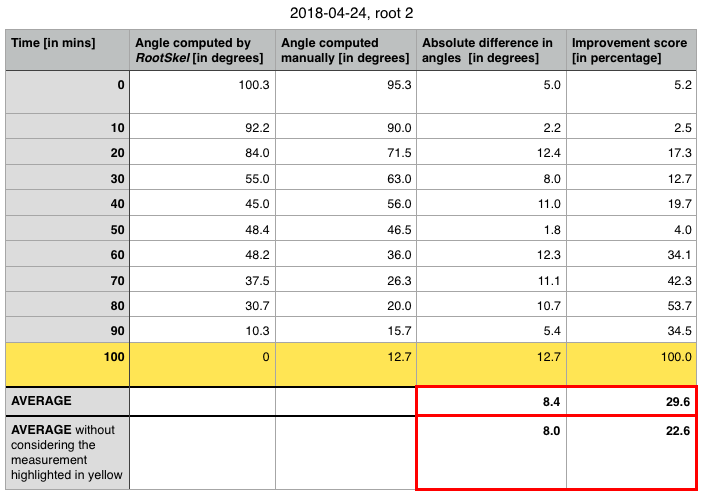 2018-04-24, root 2
Time [in mins] Angle computed by RootSkel [in degrees] Angle computed manually [in degrees] Absolute difference in angles [in degrees] Improvement score [in percentage]
0 100.3 95.3 5.0 5.2
10 92.2 90.0 2.2 2.5
20 84.0 71.5 12.4 17.3
30 55.0 63.0 8.0 12.7
40 45.0 56.0 11.0 19.7
50 48.4 46.5 1.8 4.0
60 48.2 36.0 12.3 34.1
70 37.5 26.3 11.1 42.3
80 30.7 20.0 10.7 53.7
90 10.3 15.7 5.4 34.5
100 0 12.7 12.7 100.0
AVERAGE 8.4 29.6
AVERAGE without considering the measurement highlighted in yellow 8.0 22.6